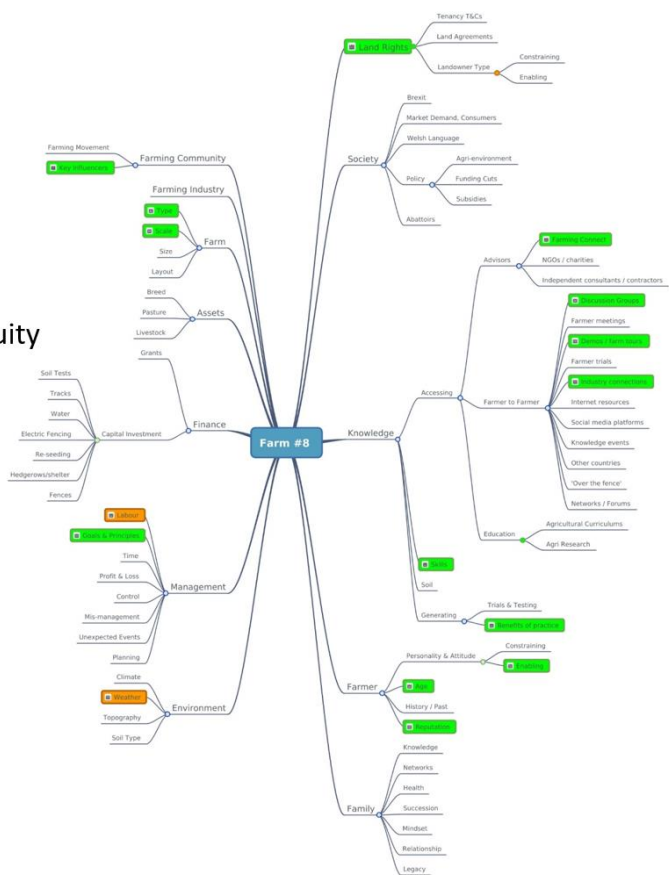 Tenancy T&Cs
Land Agreements
Land Rights
Landowner Type
Constraining
Enabling
Brexit
Market Demand, Consumers
Welsh Language
Society
Policy
Agri-environment
Funding Cuts
Subsidies
Abattoirs
Farming Movement
Key influencers
Farming Community
Farming Industry
Type
Scale
Size
Layout
Farm
Breed
Pasture
Livestock
Assets
uity
Grants
Soil Tests
Tracks
Water
Electric Fencing
Re-seeding
Hedgerows/shelter
Fences
Capital Investment
Finance
Farm #8
Knowledge
Accessing
Advisors
Farming Connect
NGOs / charities
Independent consultants / contractors
Farmer to Farmer
Discussion Groups
Farmer meetings
Demos / farm tours
Farmer trials
Industry connections
Internet resources
Social media platforms
Knowledge events
Other countries
'Over the fence'
Networks / Forums
Education
Agricultural Curriculums
Agri Research
Skills
Soil
Generating
Trials & Testing
Benefits of practice
Labour
Goals & Principles
Time
Profit & Loss
Control
Mis-management
Unexpected Events
Planning
Management
Climate
Weather
Topography
Soil Type
Environment
Farmer
Personality & Attitude
Constraining
Enabling
Age
History / Past
Reputation
Family
Knowledge
Networks
Health
Succession
Mindset
Relationship
Legacy